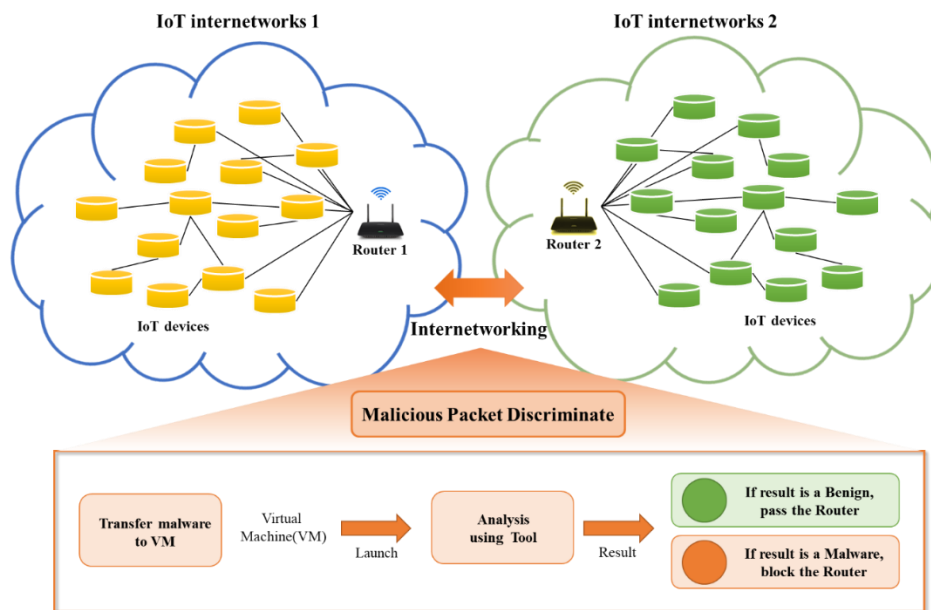 IoT internetworks 1
IoT internetworks 2
Router 1
Router 2
IoT devices
IoT devices
Internetworking
Malicious Packet Discriminate
Transfer malware
to VM
Virtual
Machine(VM)
Launch
Analysis
using Tool
Result
If result is a Benign,
pass the Router
If result is a Malware,
block the Router